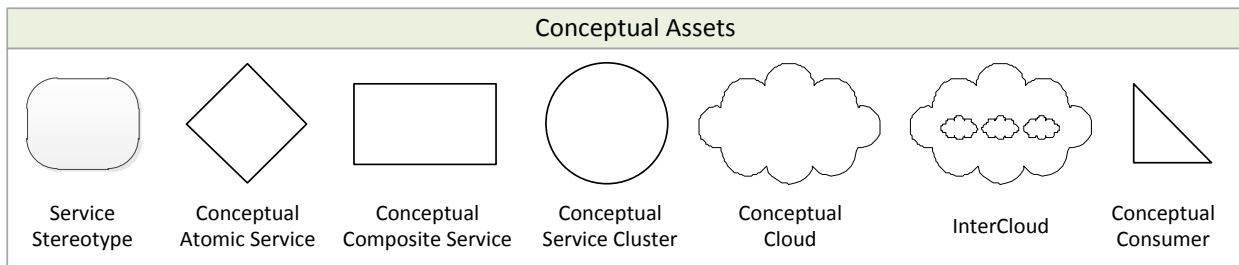 Conceptual Assets
Service
Stereotype
Conceptual
Atomic Service
Conceptual
Composite Service
Conceptual
Service Cluster
Conceptual
Cloud
InterCloud
Conceptual
Consumer